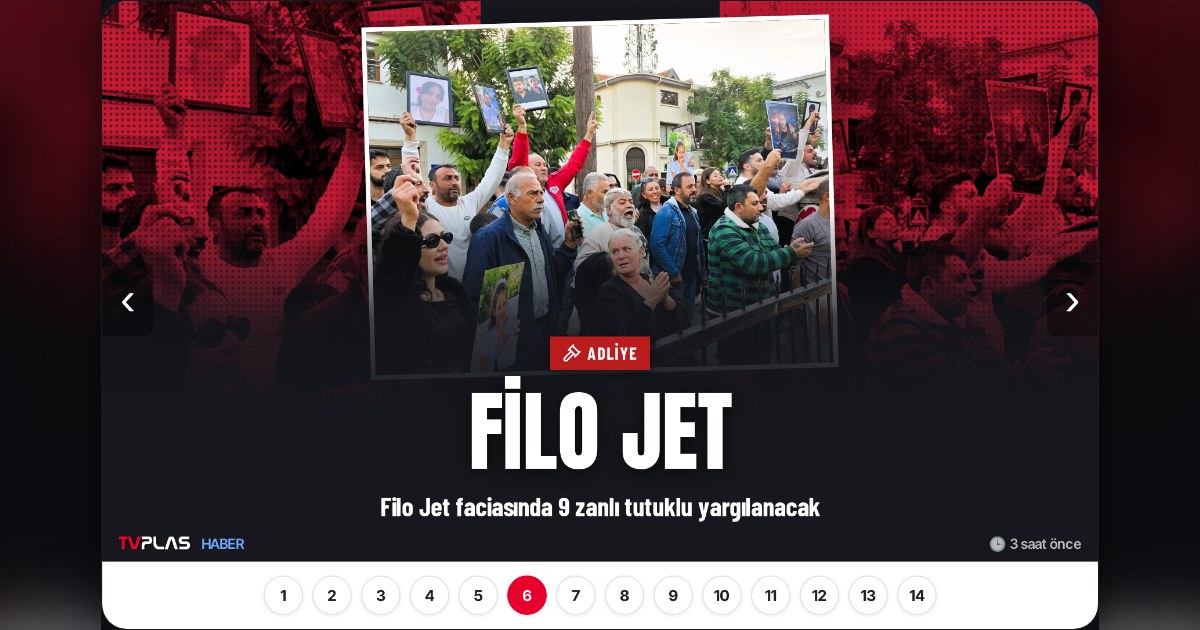 ADLİYE
FİLO JET
Filo Jet faciasında 9 zanlı tutuklu yargılanacak
TVPLAS HABER
3 saat önce
1 2 3 4 5 6 7 8 9 10 11 12 13 14